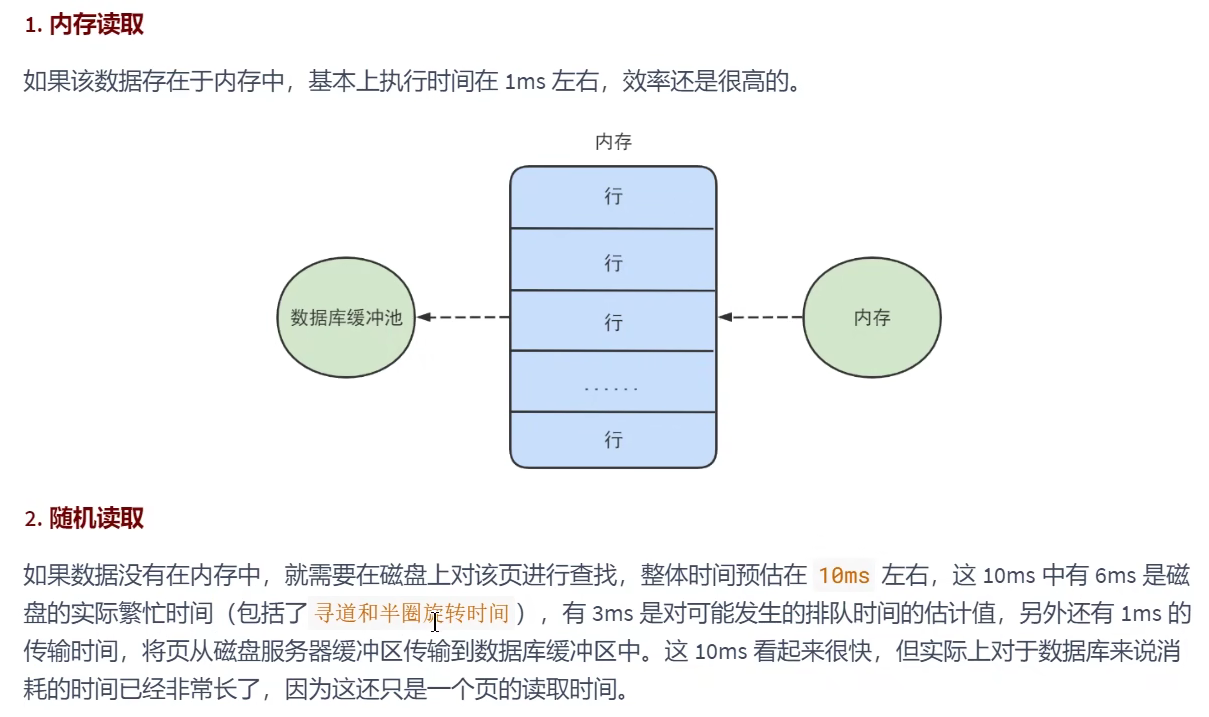 1. 内存读取
如果该数据存在于内存中，基本上执行时间在 1ms 左右，效率还是很高的。
内存
行
行
数据库缓冲池
行
内存
......
行
2. 随机读取
如果数据没有在内存中，就需要在磁盘上对该页进行查找，整体时间预估在 10ms 左右，这 10ms 中有 6ms 是磁
盘的实际繁忙时间（包括了 寻道和半圈旋转时间 ），有 3ms 是对可能发生的排队时间的估计值，另外还有 1ms 的
传输时间，将页从磁盘服务器缓冲区传输到数据库缓冲区中。这 10ms 看起来很快，但实际上对于数据库来说消
耗的时间已经非常长了，因为这还只是一个页的读取时间。